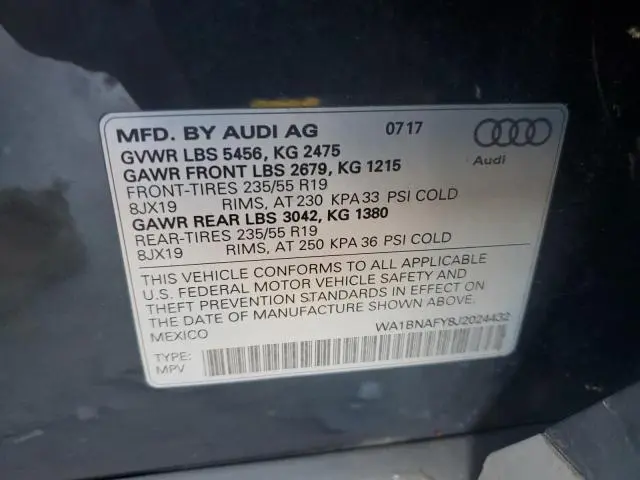 MFD. BY AUDI AG 07 17
GVWR LBS 5456, KG 2475
GAWR FRONT LBS 2679, KG 1215
FRONT-TIRES 235/55 R19
8JX19 RIMS, AT 230 KPA 33 PSI COLD
GAWR REAR LBS 3042, KG 1380
REAR-TIRES 235/55 R19
8JX19 RIMS, AT 250 KPA 36 PSI COLD
Audi
THIS VEHICLE CONFORMS TO ALL APPLICABLE
U.S. FEDERAL MOTOR VEHICLE SAFETY AND
THEFT PREVENTION STANDARDS IN EFFECT ON
THE DATE OF MANUFACTURE SHOWN ABOVE.
MEXICO
WA1BNAFY8J2024432
TYPE:
MPV